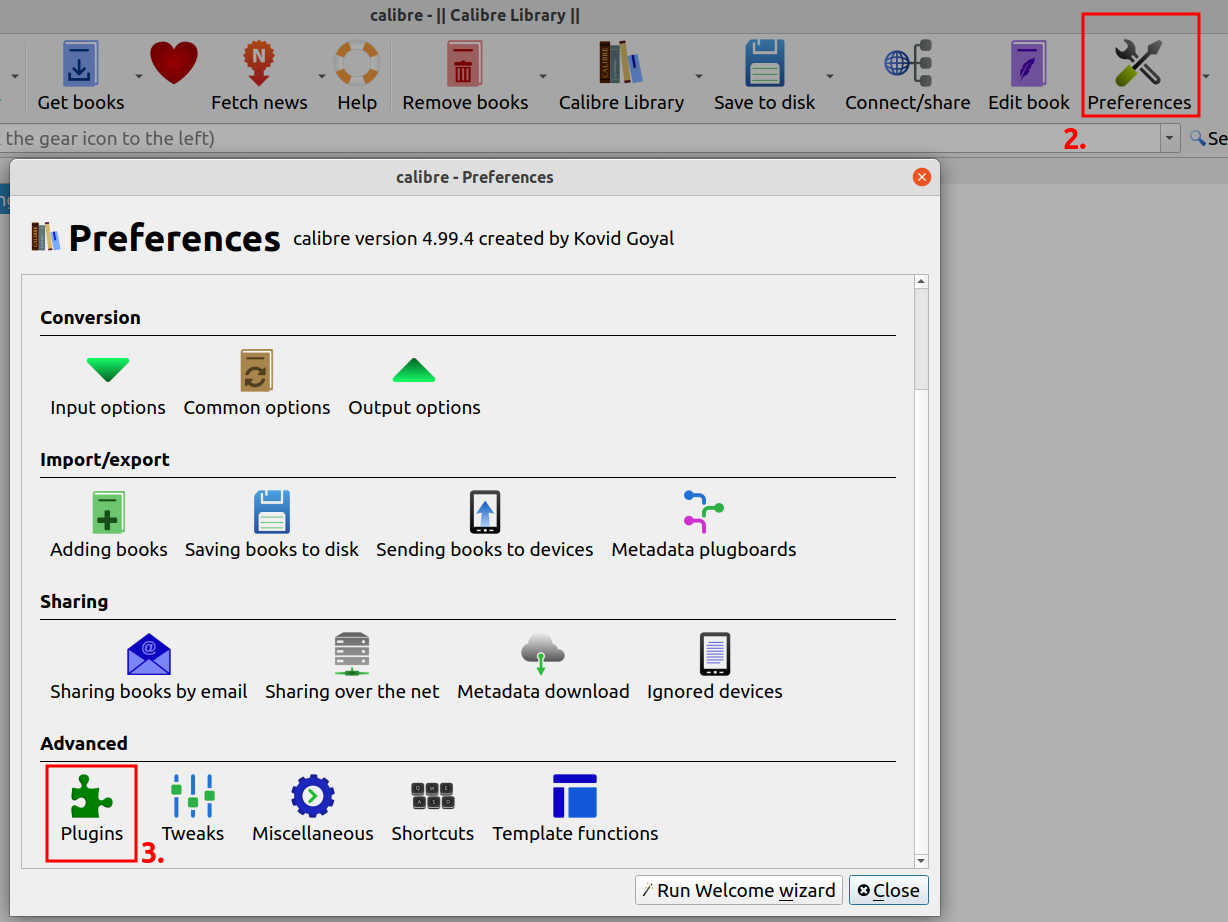 calibre - || Calibre Library ||
Get books Fetch news Help Remove books Calibre Library Save to disk Connect/share Edit book Preferences
the gear icon to the left) 2. Se
calibre - Preferences
Preferences calibre version 4.99.4 created by Kovid Goyal
Conversion
Input options Common options Output options
Import/export
Adding books Saving books to disk Sending books to devices Metadata plugboards
Sharing
Sharing books by email Sharing over the net Metadata download Ignored devices
Advanced
Plugins Tweaks Miscellaneous Shortcuts Template functions
3.
Run Welcome wizard Close